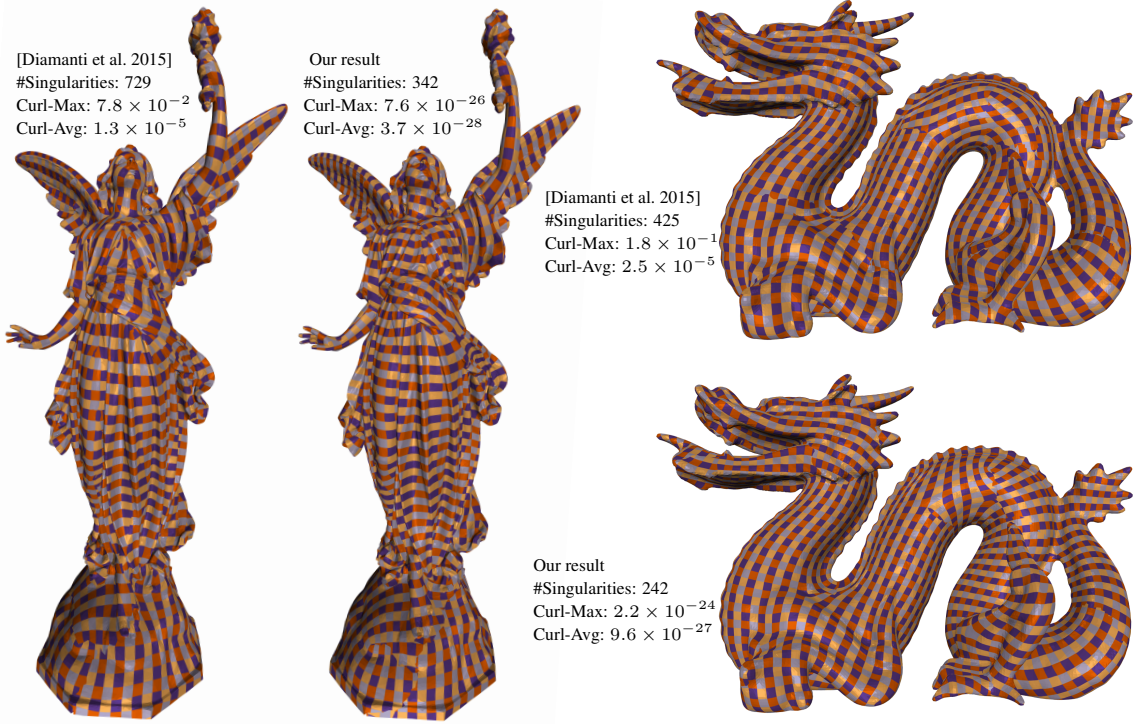 [Diamanti et al. 2015]
#Singularities: 729
Curl-Max: 7.8 × 10⁻²
Curl-Avg: 1.3 × 10⁻⁵
Our result
#Singularities: 342
Curl-Max: 7.6 × 10⁻²⁶
Curl-Avg: 3.7 × 10⁻²⁸
[Diamanti et al. 2015]
#Singularities: 425
Curl-Max: 1.8 × 10⁻¹
Curl-Avg: 2.5 × 10⁻⁵
Our result
#Singularities: 242
Curl-Max: 2.2 × 10⁻²⁴
Curl-Avg: 9.6 × 10⁻²⁷